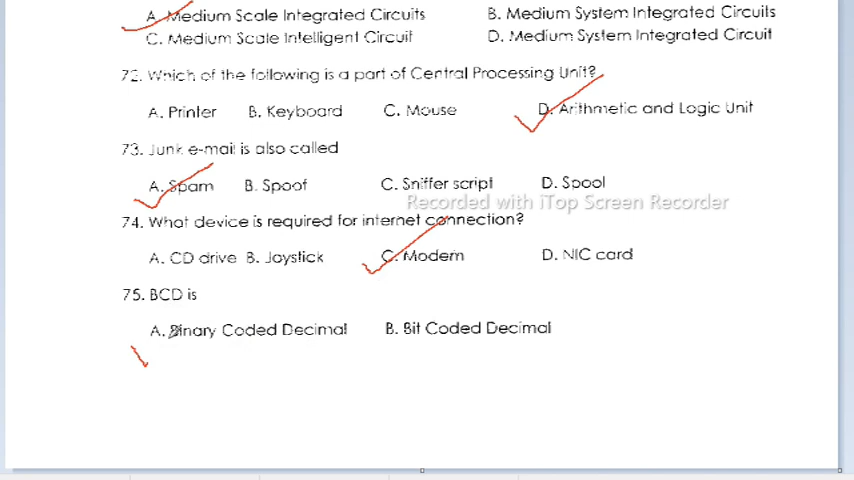 A. Medium Scale Integrated Circuits B. Medium System Integrated Circuits
C. Medium Scale Intelligent Circuit D. Medium System Integrated Circuit
72. Which of the following is a part of Central Processing Unit?
A. Printer B. Keyboard C. Mouse D. Arithmetic and Logic Unit
73. Junk e-mail is also called
A. Spam B. Spoof C. Sniffer script D. Spool
Recorded with iTop Screen Recorder
74. What device is required for internet connection?
A. CD drive B. Joystick C. Modem D. NIC card
75. BCD is
A. Binary Coded Decimal B. Bit Coded Decimal